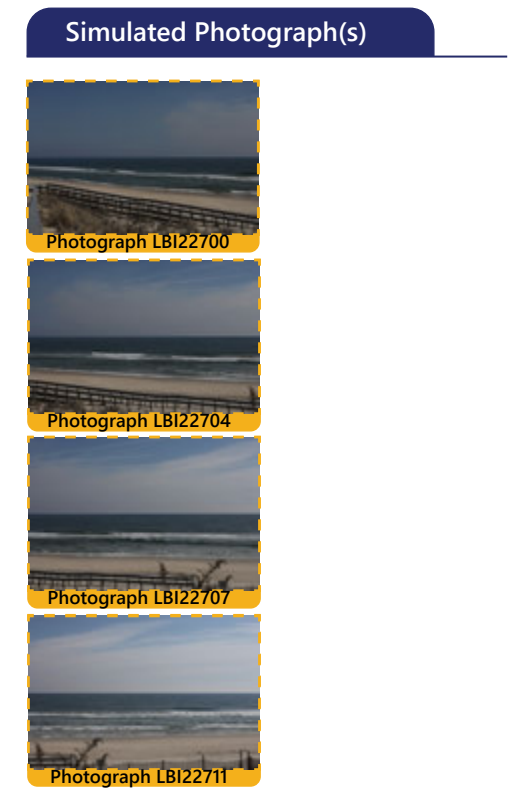 Simulated Photograph(s)
Photograph LBI22700
Photograph LBI22704
Photograph LBI22707
Photograph LBI22711